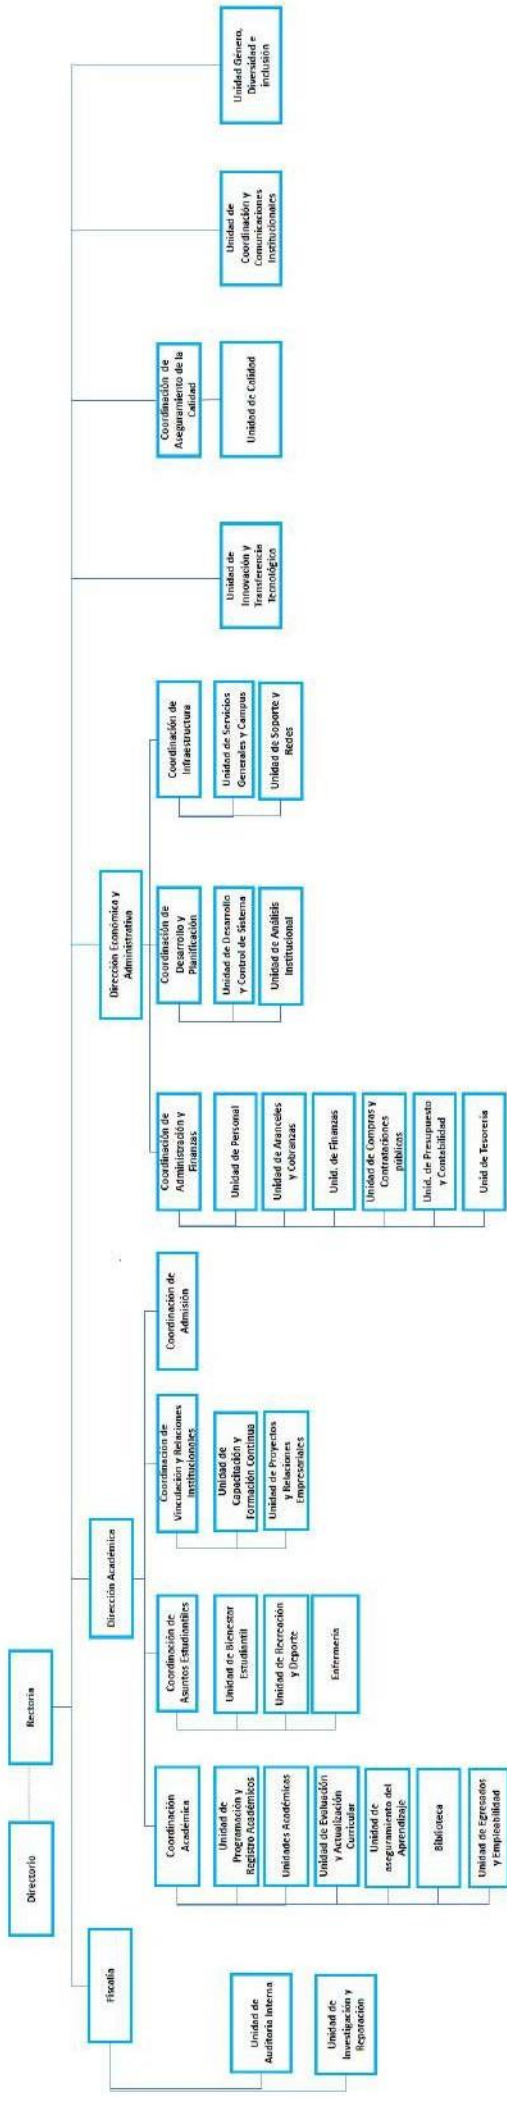 Directorio
Rectoria
Fiscalía
Unidad de
Auditoria Interna
Unidad de
Investigación y
Reparación
Dirección Académica
Coordinación
Académica
Unidad de
Programación y
Registro Académicos
Unidades Académicas
Unidad de Evaluación
y Actualización
Curricular
Unidad de
aseguramiento del
Aprendizaje
Biblioteca
Unidad de Egresados
y Empleabilidad
Coordinación de
Asuntos Estudiantiles
Unidad de Bienestar
Estudiantil
Unidad de Recreación
y Deporte
Enfermería
Coordinación de
Vinculación y Relaciones
Institucionales
Unidad de
Capacitación y
Formación Continua
Unidad de Proyectos
y Relaciones
Empresariales
Coordinación de
Admisión
Dirección Económica y
Administrativa
Coordinación de
Administración y
Finanzas
Unidad de Personal
Unidad de Aranceles
y Cobranzas
Unid. de Finanzas
Unidad de Compras y
Contrataciones
públicas
Unid. de Presupuesto
y Contabilidad
Unid de Tesorería
Coordinación de
Desarrollo y
Planificación
Unidad de Desarrollo
y Control de Sistema
Unidad de Análisis
Institucional
Coordinación de
Infraestructura
Unidad de Servicios
Generales y Campus
Unidad de Soporte y
Redes
Unidad de
Innovación y
Transferencia
Tecnológica
Coordinación de
Aseguramiento de la
Calidad
Unidad de Calidad
Unidad de
Coordinación y
Comunicaciones
Institucionales
Unidad Género,
Diversidad e
inclusión